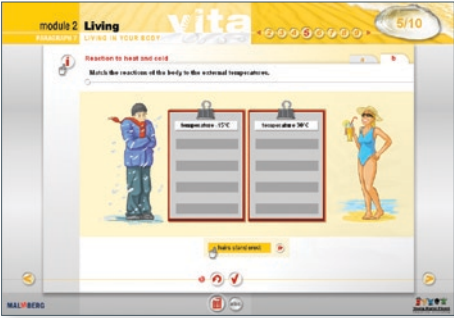 module 2 Living
vita
5/10
PARAGRAPH 2 LIVING IN YOUR BODY
Reaction to heat and cold
b
Match the reactions of the body to the external temperatures.
temperature -15°C
temperature 30°C
hairs stand erect
MALMBERG